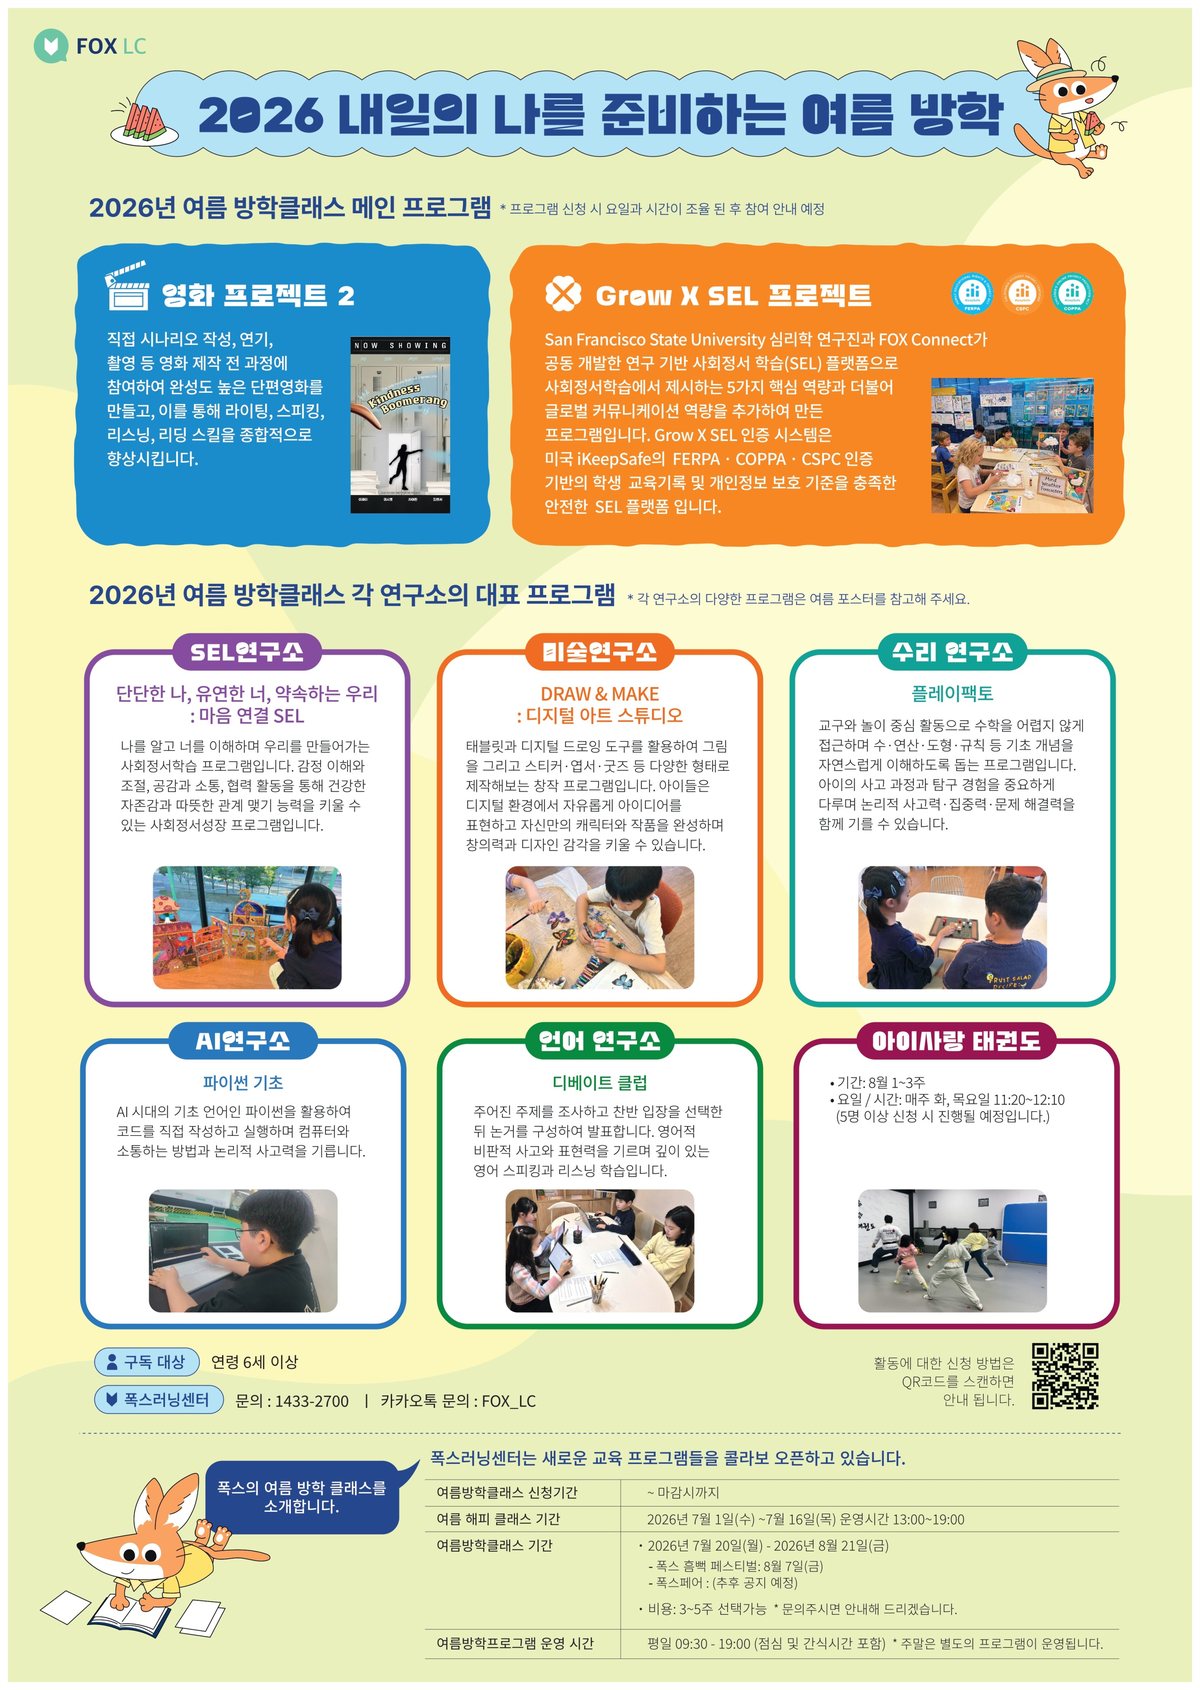 FOX LC
2026 내일의 나를 준비하는 여름 방학
2026년 여름 방학클래스 메인 프로그램 * 프로그램 신청 시 요일과 시간이 조율 된 후 참여 안내 예정
영화 프로젝트 2
직접 시나리오 작성, 연기,
촬영 등 영화 제작 전 과정에
참여하여 완성도 높은 단편영화를
만들고, 이를 통해 라이팅, 스피킹,
리스닝, 리딩 스킬을 종합적으로
향상시킵니다.
NOW SHOWING
Kindness
Boomerang
Grow X SEL 프로젝트
FERPA
CSPC
COPPA
San Francisco State University 심리학 연구진과 FOX Connect가
공동 개발한 연구 기반 사회정서 학습(SEL) 플랫폼으로
사회정서학습에서 제시하는 5가지 핵심 역량과 더불어
글로벌 커뮤니케이션 역량을 추가하여 만든
프로그램입니다. Grow X SEL 인증 시스템은
미국 iKeepSafe의 FERPA · COPPA · CSPC 인증
기반의 학생 교육기록 및 개인정보 보호 기준을 충족한
안전한 SEL 플랫폼 입니다.
2026년 여름 방학클래스 각 연구소의 대표 프로그램 * 각 연구소의 다양한 프로그램은 여름 포스터를 참고해 주세요.
SEL연구소
단단한 나, 유연한 너, 약속하는 우리
: 마음 연결 SEL
나를 알고 너를 이해하며 우리를 만들어가는
사회정서학습 프로그램입니다. 감정 이해와
조절, 공감과 소통, 협력 활동을 통해 건강한
자존감과 따뜻한 관계 맺기 능력을 키울 수
있는 사회정서성장 프로그램입니다.
미술연구소
DRAW & MAKE
: 디지털 아트 스튜디오
태블릿과 디지털 드로잉 도구를 활용하여 그림
을 그리고 스티커·엽서·굿즈 등 다양한 형태로
제작해보는 창작 프로그램입니다. 아이들은
디지털 환경에서 자유롭게 아이디어를
표현하고 자신만의 캐릭터와 작품을 완성하며
창의력과 디자인 감각을 키울 수 있습니다.
수리 연구소
플레이팩토
교구와 놀이 중심 활동으로 수학을 어렵지 않게
접근하며 수·연산·도형·규칙 등 기초 개념을
자연스럽게 이해하도록 돕는 프로그램입니다.
아이의 사고 과정과 탐구 경험을 중요하게
다루며 논리적 사고력·집중력·문제 해결력을
함께 기를 수 있습니다.
AI연구소
파이썬 기초
AI 시대의 기초 언어인 파이썬을 활용하여
코드를 직접 작성하고 실행하며 컴퓨터와
소통하는 방법과 논리적 사고력을 기릅니다.
언어 연구소
디베이트 클럽
주어진 주제를 조사하고 찬반 입장을 선택한
뒤 논거를 구성하여 발표합니다. 영어적
비판적 사고와 표현력을 기르며 깊이 있는
영어 스피킹과 리스닝 학습입니다.
아이사랑 태권도
• 기간: 8월 1~3주
• 요일 / 시간: 매주 화, 목요일 11:20~12:10
(5명 이상 신청 시 진행될 예정입니다.)
구독 대상 연령 6세 이상
폭스러닝센터 문의 : 1433-2700 | 카카오톡 문의 : FOX_LC
활동에 대한 신청 방법은
QR코드를 스캔하면
안내 됩니다.
폭스의 여름 방학 클래스를
소개합니다.
폭스러닝센터는 새로운 교육 프로그램들을 콜라보 오픈하고 있습니다.
여름방학클래스 신청기간 ~ 마감시까지
여름 해피 클래스 기간 2026년 7월 1일(수) ~7월 16일(목) 운영시간 13:00~19:00
여름방학클래스 기간 · 2026년 7월 20일(월) - 2026년 8월 21일(금)
- 폭스 흠뻑 페스티벌: 8월 7일(금)
- 폭스페어 : (추후 공지 예정)
· 비용: 3~5주 선택가능 * 문의주시면 안내해 드리겠습니다.
여름방학프로그램 운영 시간 평일 09:30 - 19:00 (점심 및 간식시간 포함) * 주말은 별도의 프로그램이 운영됩니다.